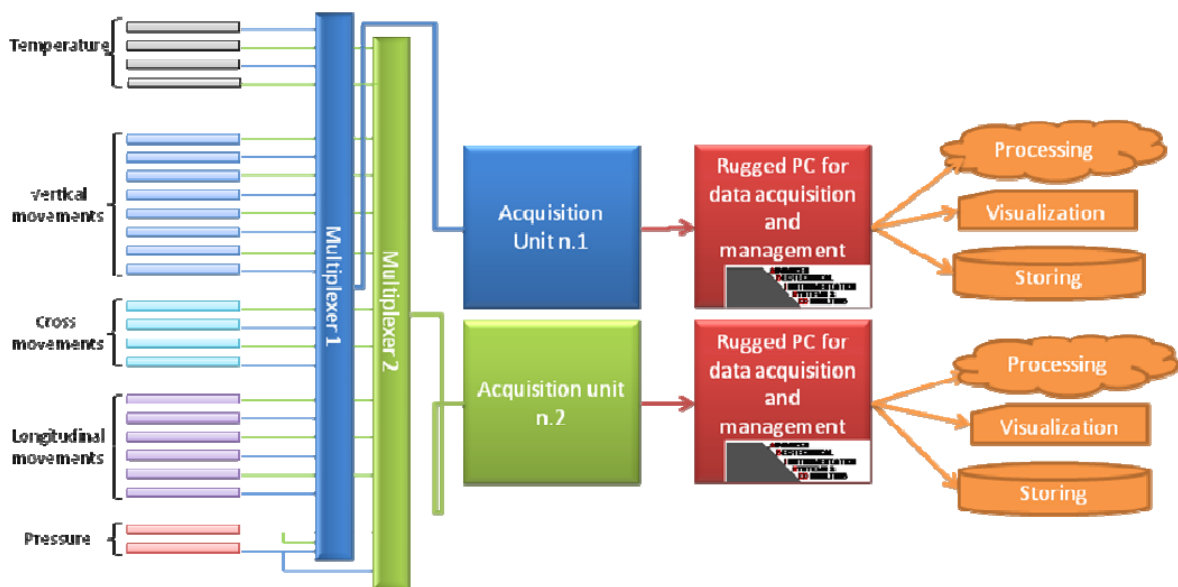 Temperature
Vertical
movements
Cross
movements
Longitudinal
movements
Pressure
Multiplexer 1
Multiplexer 2
Acquisition
Unit n.1
Acquisition unit
n.2
Rugged PC for
data acquisition
and
management
Rugged PC for
data acquisition
and
management
Processing
Visualization
Storing
Processing
Visualization
Storing